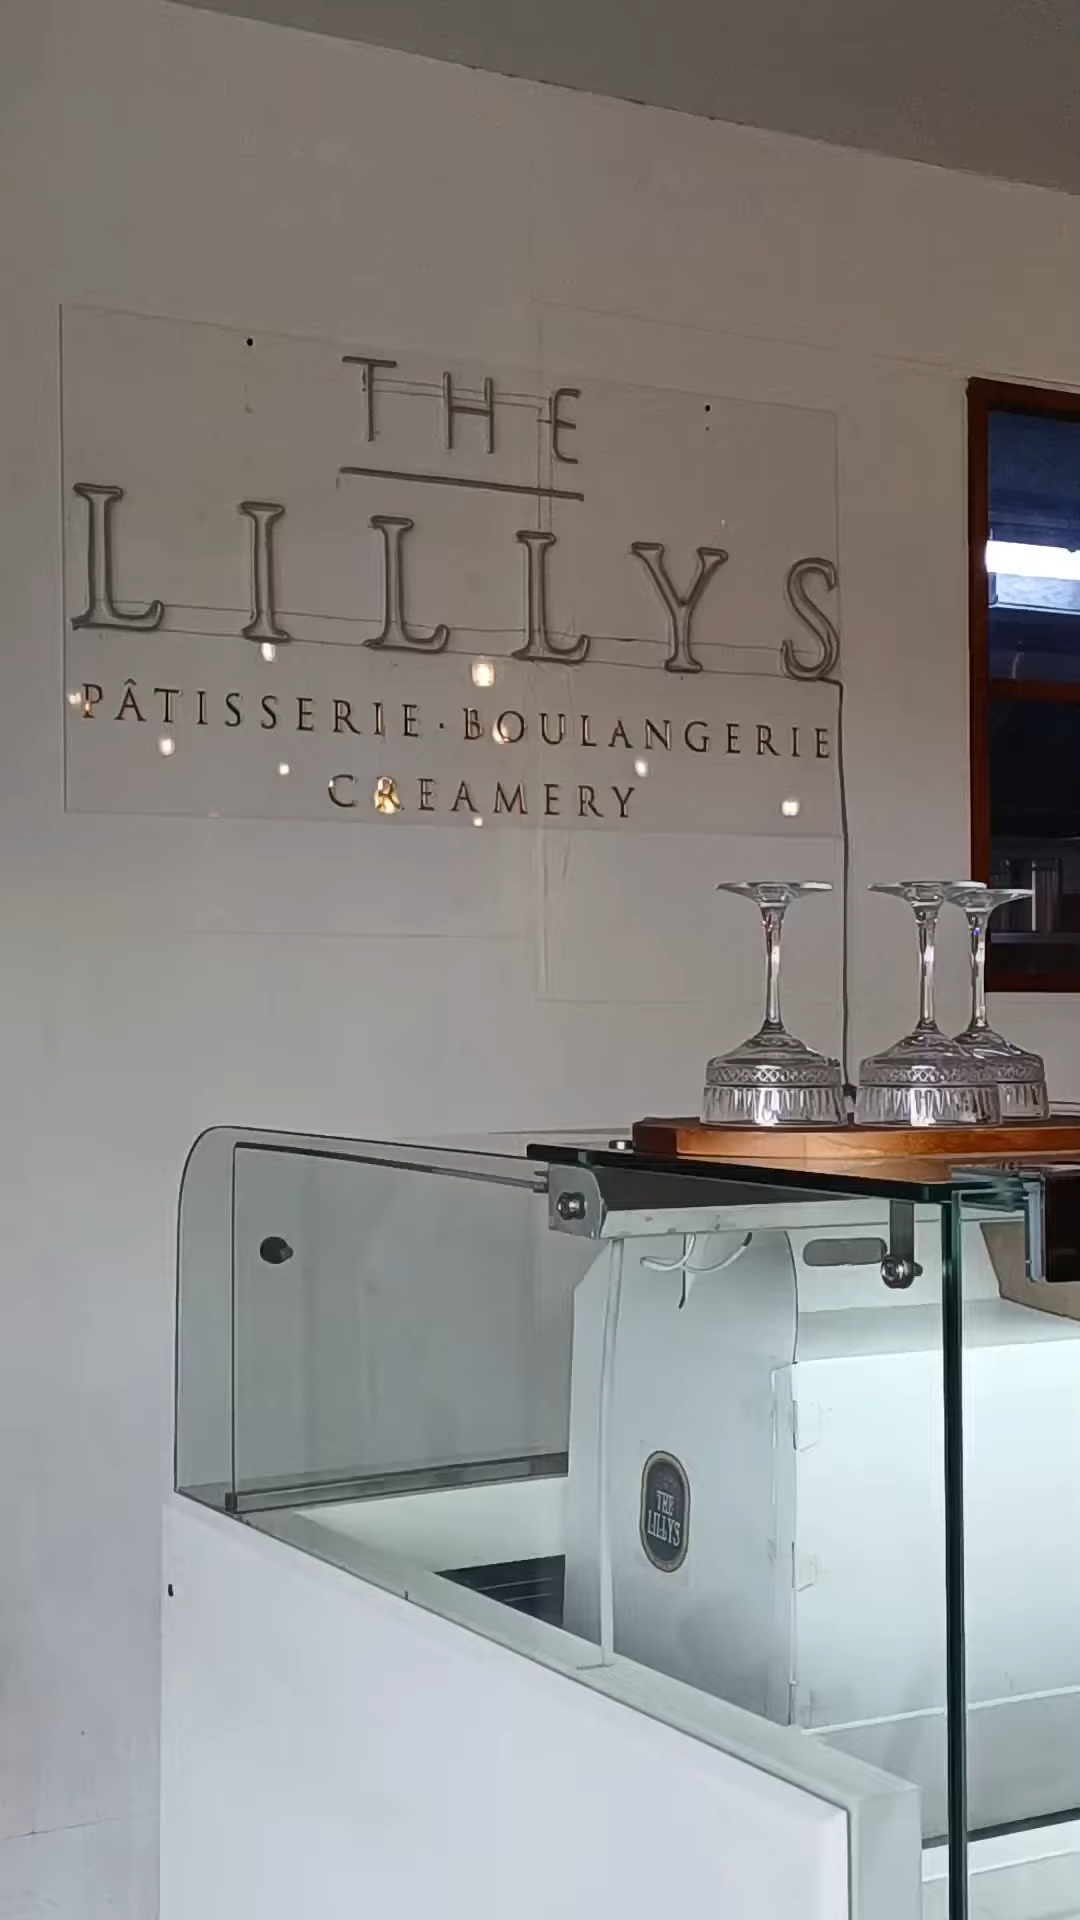 THE
LILLYS
PÂTISSERIE · BOULANGERIE
CREAMERY
THE
LILLYS